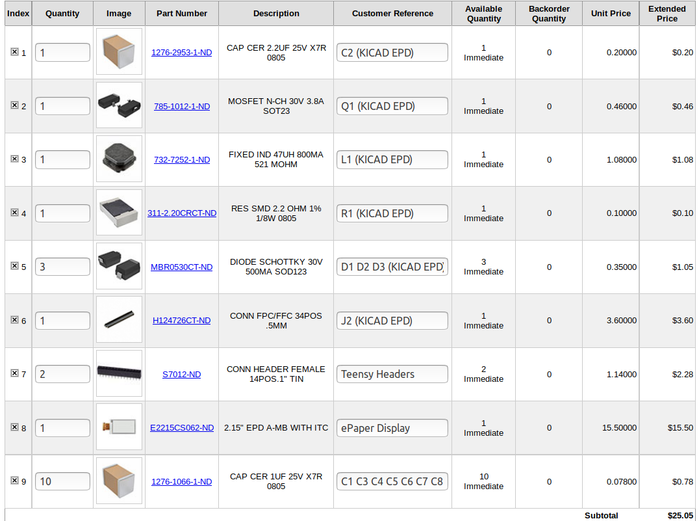 Index Quantity Image Part Number Description Customer Reference Available Quantity Backorder Quantity Unit Price Extended Price
1 1 1276-2953-1-ND CAP CER 2.2UF 25V X7R 0805 C2 (KICAD EPD) 1 Immediate 0 0.20000 $0.20
2 1 785-1012-1-ND MOSFET N-CH 30V 3.8A SOT23 Q1 (KICAD EPD) 1 Immediate 0 0.46000 $0.46
3 1 732-7252-1-ND FIXED IND 47UH 800MA 521 MOHM L1 (KICAD EPD) 1 Immediate 0 1.08000 $1.08
4 1 311-2.20CRCT-ND RES SMD 2.2 OHM 1% 1/8W 0805 R1 (KICAD EPD) 1 Immediate 0 0.10000 $0.10
5 3 MBR0530CT-ND DIODE SCHOTTKY 30V 500MA SOD123 D1 D2 D3 (KICAD EPD) 3 Immediate 0 0.35000 $1.05
6 1 H124726CT-ND CONN FPC/FFC 34POS .5MM J2 (KICAD EPD) 1 Immediate 0 3.60000 $3.60
7 2 S7012-ND CONN HEADER FEMALE 14POS.1" TIN Teensy Headers 2 Immediate 0 1.14000 $2.28
8 1 E2215CS062-ND 2.15" EPD A-MB WITH ITC ePaper Display 1 Immediate 0 15.50000 $15.50
9 10 1276-1066-1-ND CAP CER 1UF 25V X7R 0805 C1 C3 C4 C5 C6 C7 C8 10 Immediate 0 0.07800 $0.78
Subtotal $25.05